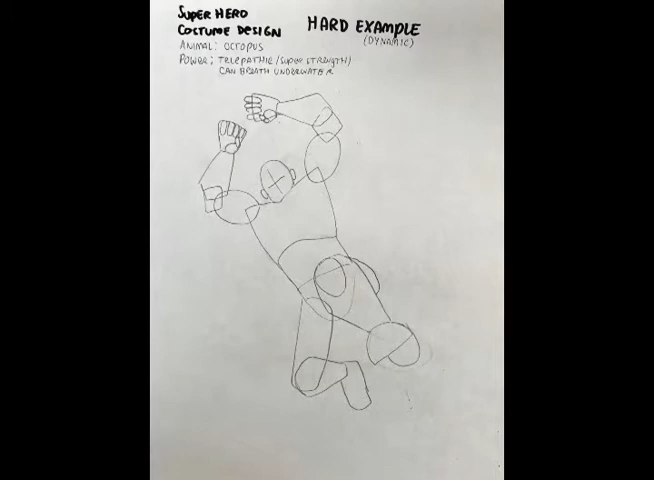 SUPER HERO
COSTUME DESIGN
ANIMAL: OCTOPUS
POWER; TELEPATHIC/SUPER STRENGTH/
CAN BREATH UNDERWATER
HARD EXAMPLE
(DYNAMIC)